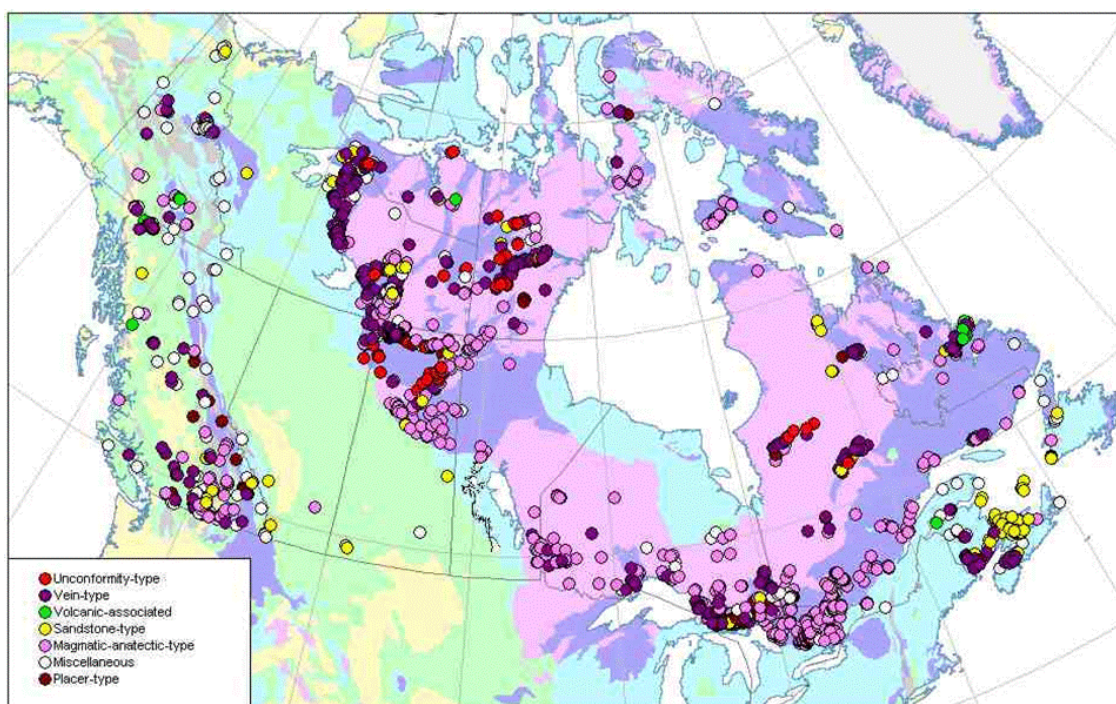 Unconformity-type
Vein-type
Volcanic-associated
Sandstone-type
Magmatic-anatectic-type
Miscellaneous
Placer-type